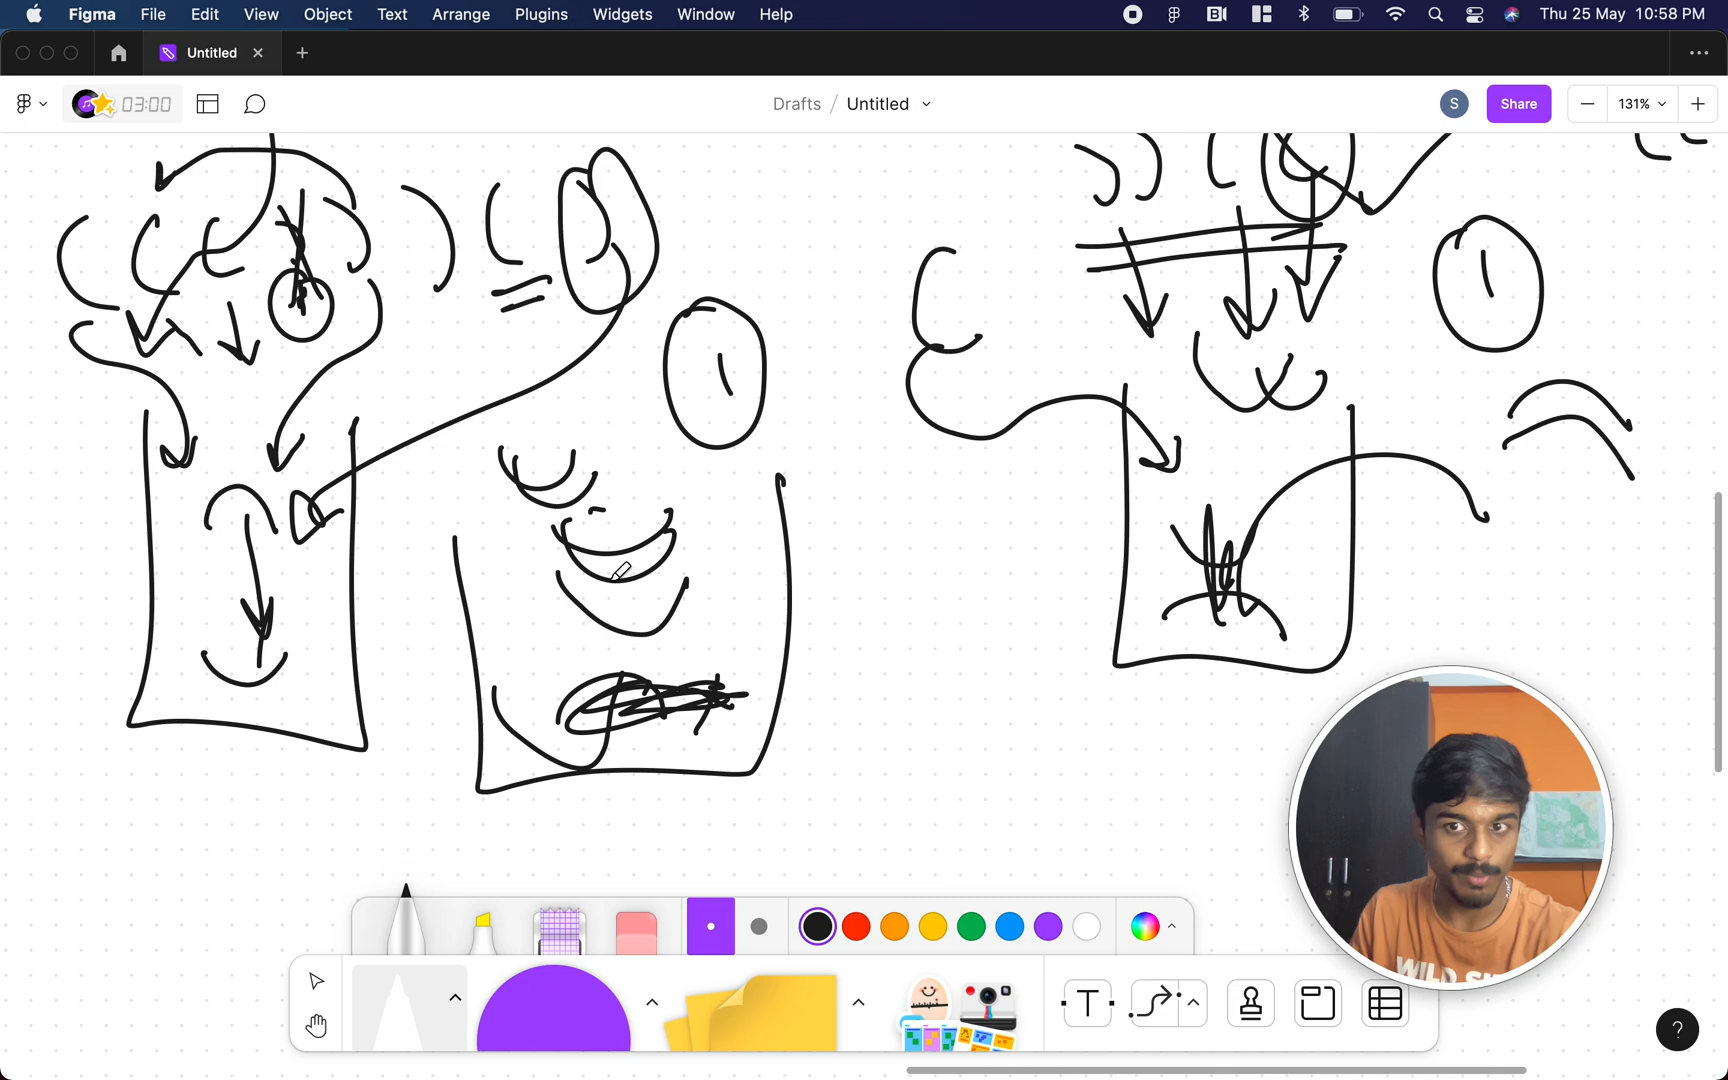 Figma File Edit View Object Text Arrange Plugins Widgets Window Help Thu 25 May 10:58 PM
Untitled
03:00 Drafts / Untitled S Share 131%
T
?